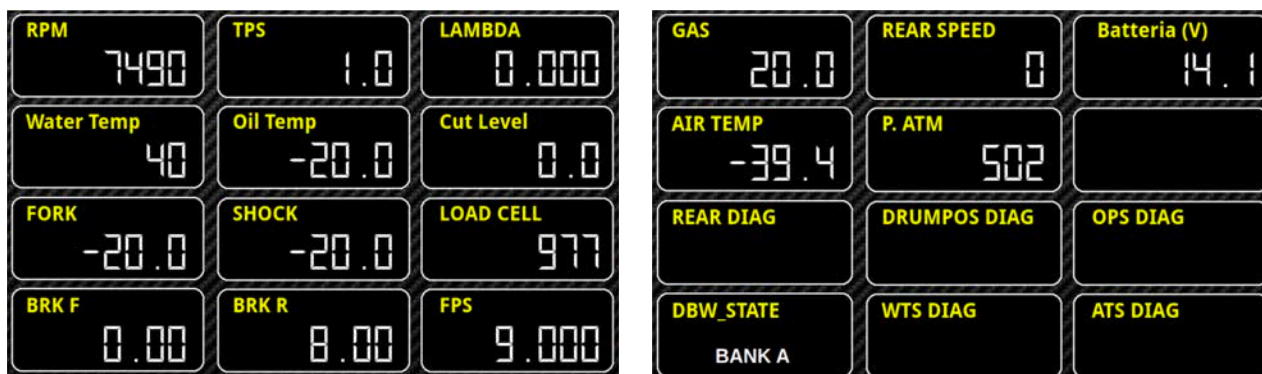 RPM TPS LAMBDA
7490 1.0 0.000
Water Temp Oil Temp Cut Level
40 -20.0 0.0
FORK SHOCK LOAD CELL
-20.0 -20.0 977
BRK F BRK R FPS
0.00 8.00 9.000
GAS REAR SPEED Batteria (V)
20.0 0 14.1
AIR TEMP P. ATM
-39.4 502
REAR DIAG DRUMPOS DIAG OPS DIAG
DBW_STATE WTS DIAG ATS DIAG
BANK A